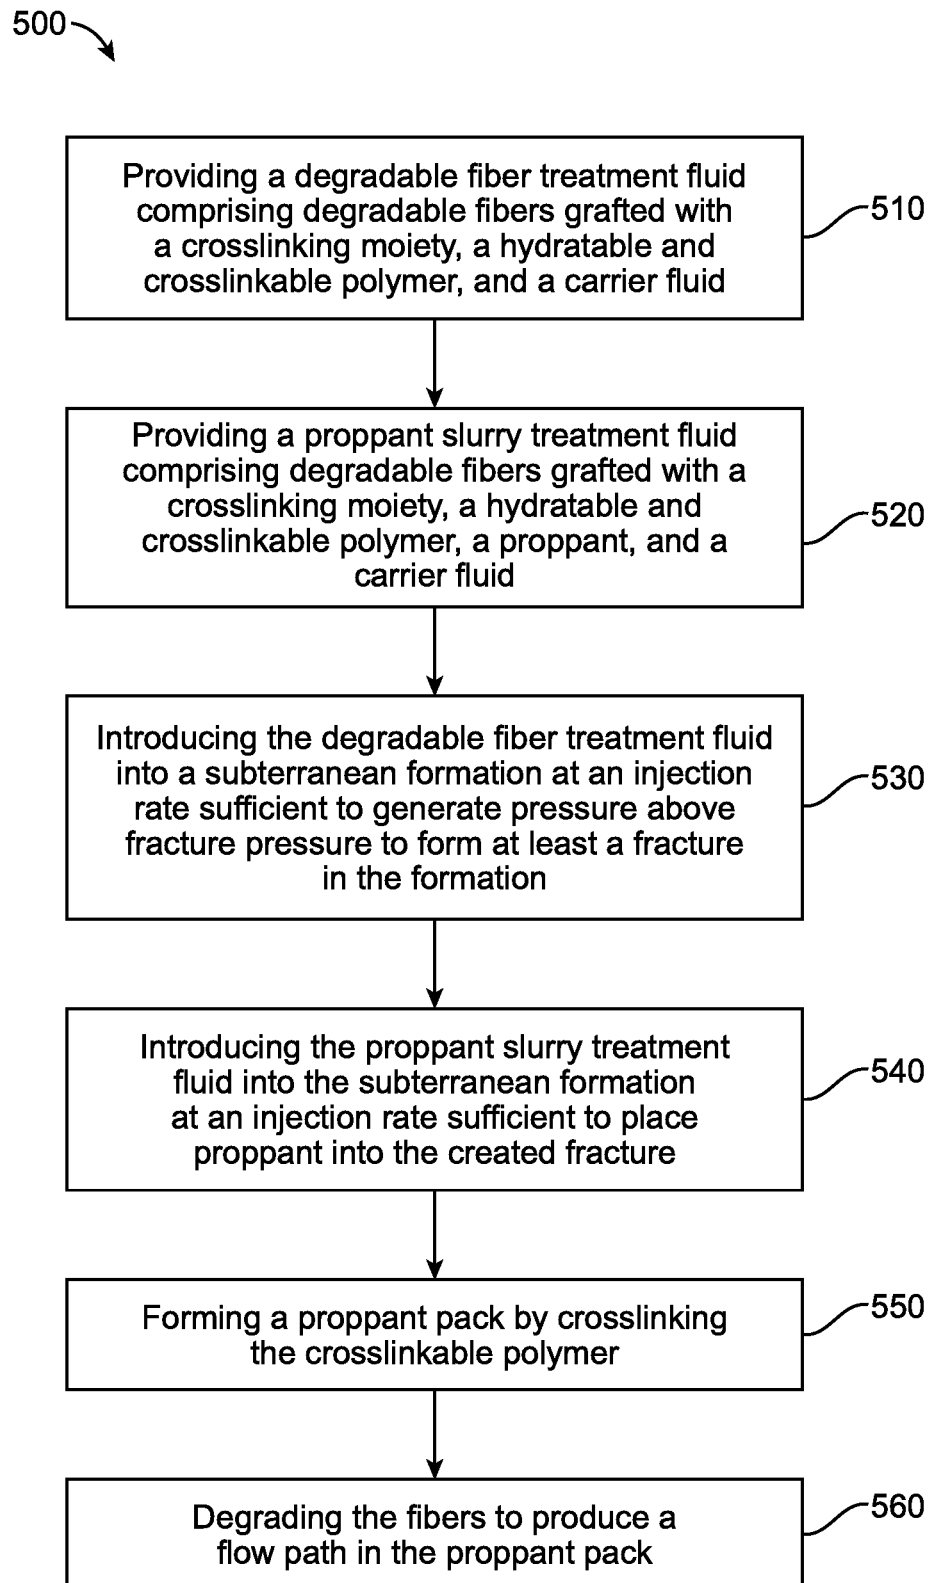 500
Providing a degradable fiber treatment fluid
comprising degradable fibers grafted with
a crosslinking moiety, a hydratable and
crosslinkable polymer, and a carrier fluid
510
Providing a proppant slurry treatment fluid
comprising degradable fibers grafted with a
crosslinking moiety, a hydratable and
crosslinkable polymer, a proppant, and a
carrier fluid
520
Introducing the degradable fiber treatment fluid
into a subterranean formation at an injection
rate sufficient to generate pressure above
fracture pressure to form at least a fracture
in the formation
530
Introducing the proppant slurry treatment
fluid into the subterranean formation
at an injection rate sufficient to place
proppant into the created fracture
540
Forming a proppant pack by crosslinking
the crosslinkable polymer
550
Degrading the fibers to produce a
flow path in the proppant pack
560